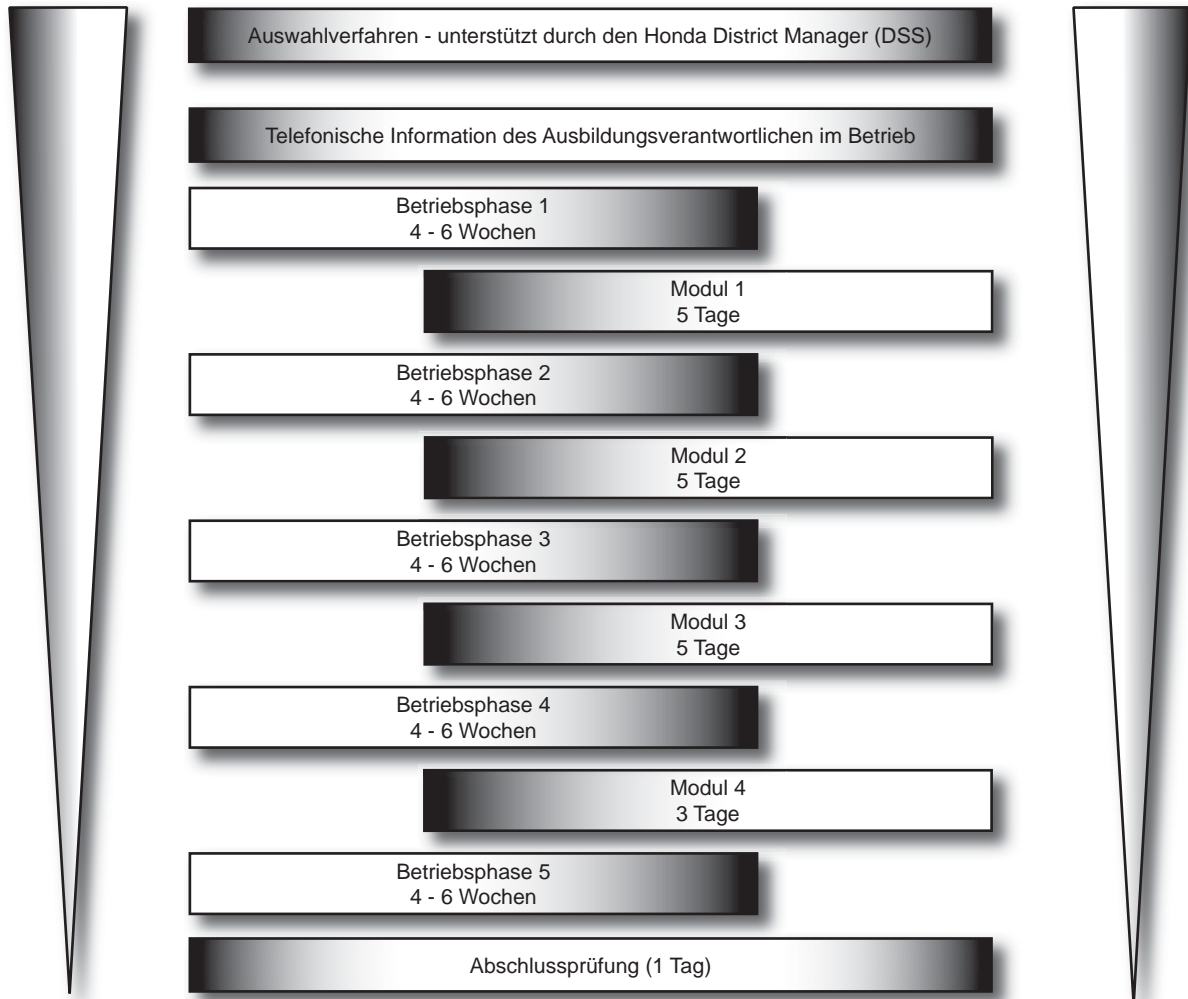 Auswahlverfahren - unterstützt durch den Honda District Manager (DSS)
Telefonische Information des Ausbildungsverantwortlichen im Betrieb
Betriebsphase 1
4 - 6 Wochen
Modul 1
5 Tage
Betriebsphase 2
4 - 6 Wochen
Modul 2
5 Tage
Betriebsphase 3
4 - 6 Wochen
Modul 3
5 Tage
Betriebsphase 4
4 - 6 Wochen
Modul 4
3 Tage
Betriebsphase 5
4 - 6 Wochen
Abschlussprüfung (1 Tag)